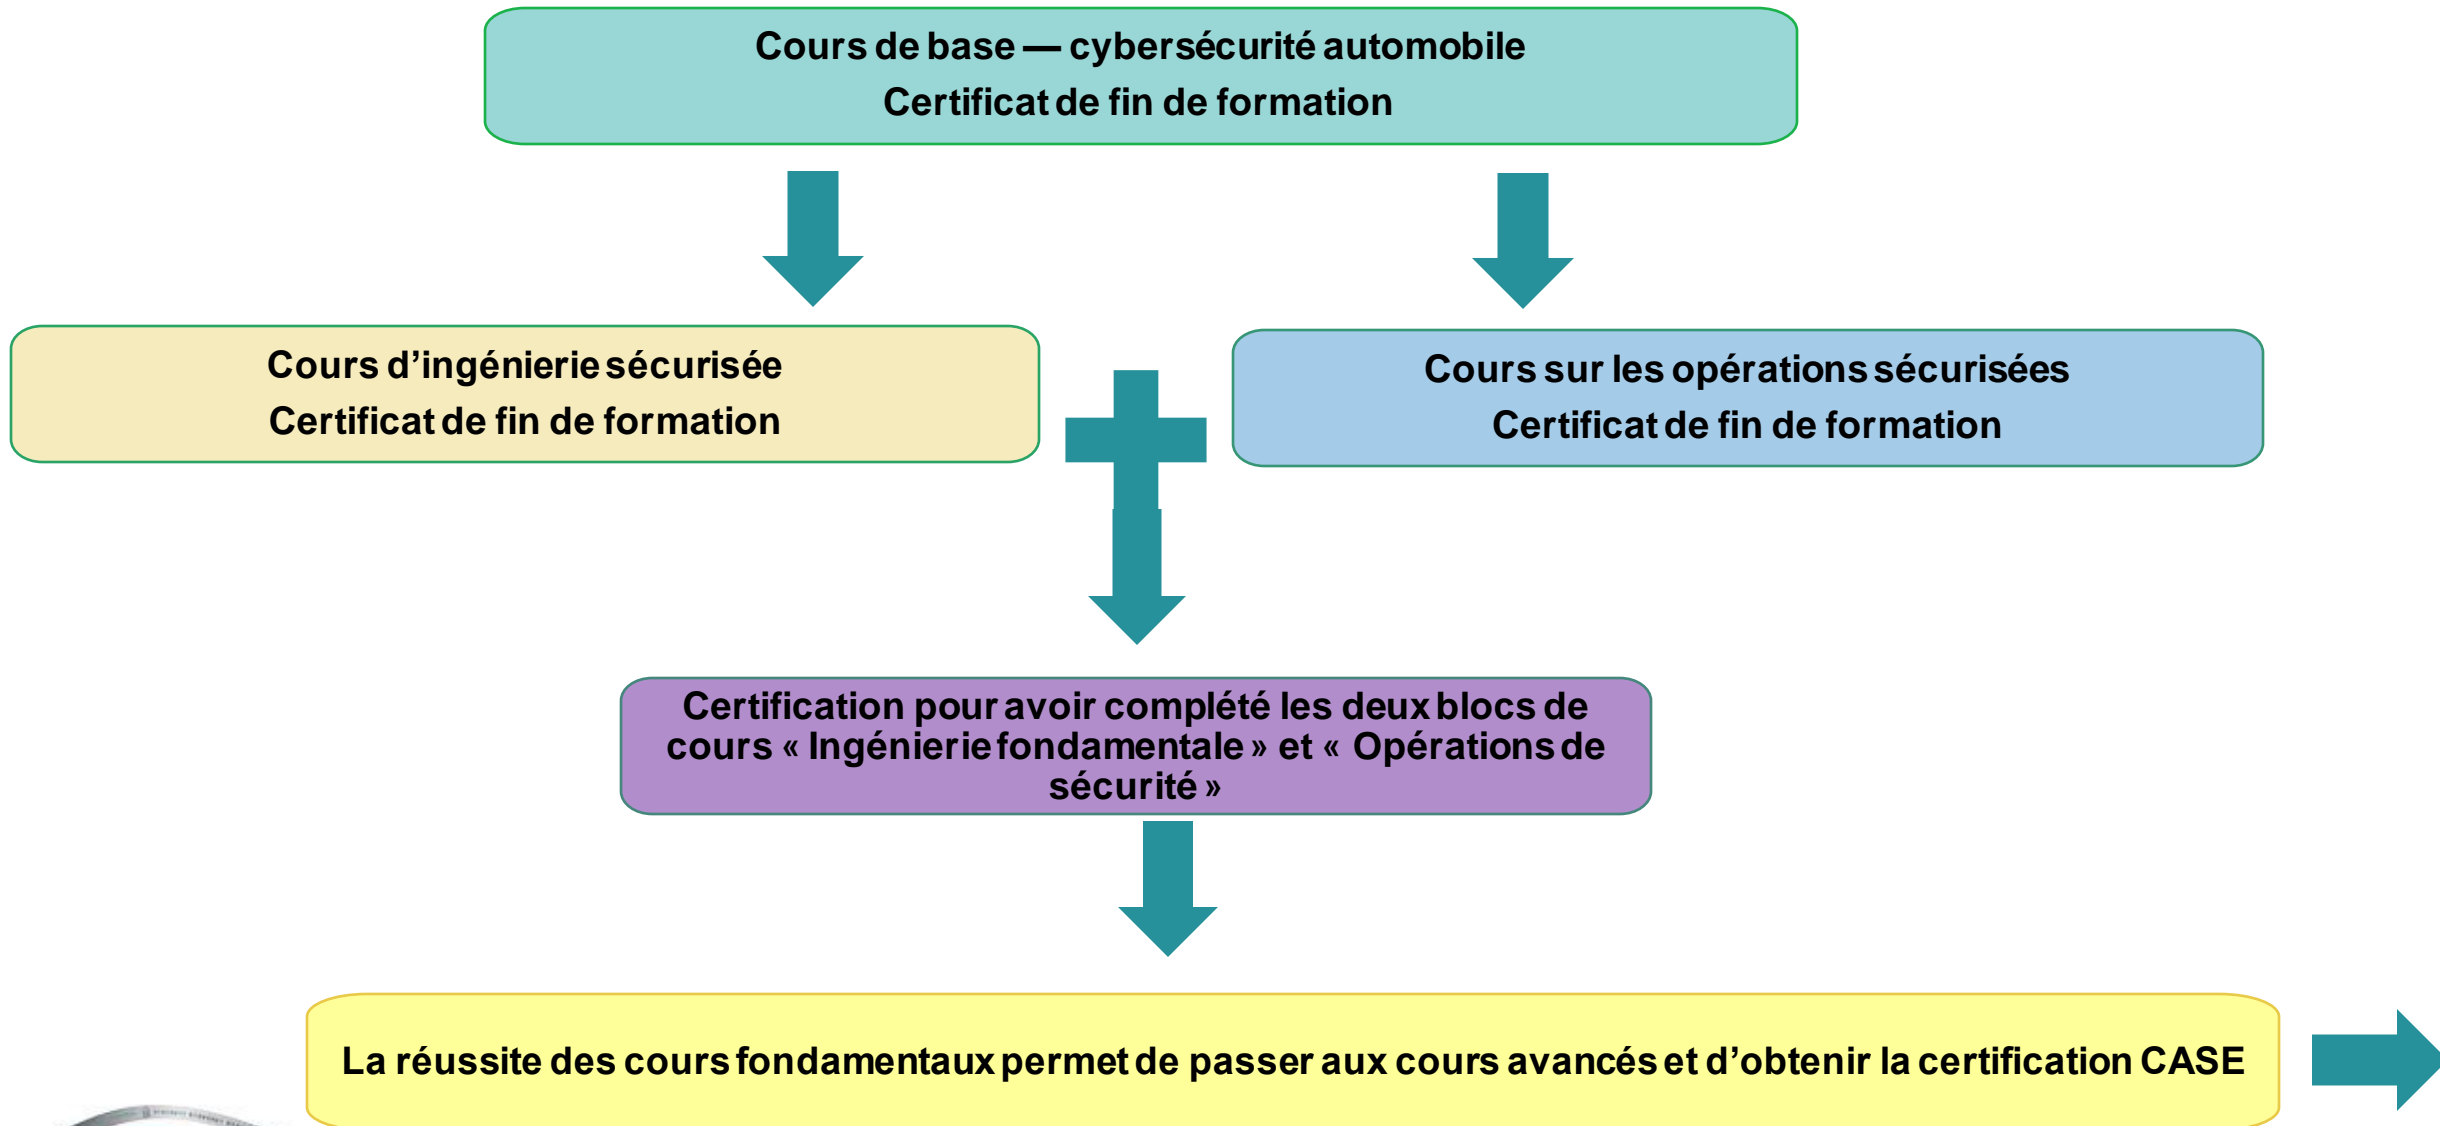 Cours de base — cybersécurité automobile
Certificat de fin de formation
Cours d’ingénierie sécurisée
Certificat de fin de formation
Cours sur les opérations sécurisées
Certificat de fin de formation
Certification pour avoir complété les deux blocs de
cours « Ingénierie fondamentale » et « Opérations de
sécurité »
La réussite des cours fondamentaux permet de passer aux cours avancés et d’obtenir la certification CASE